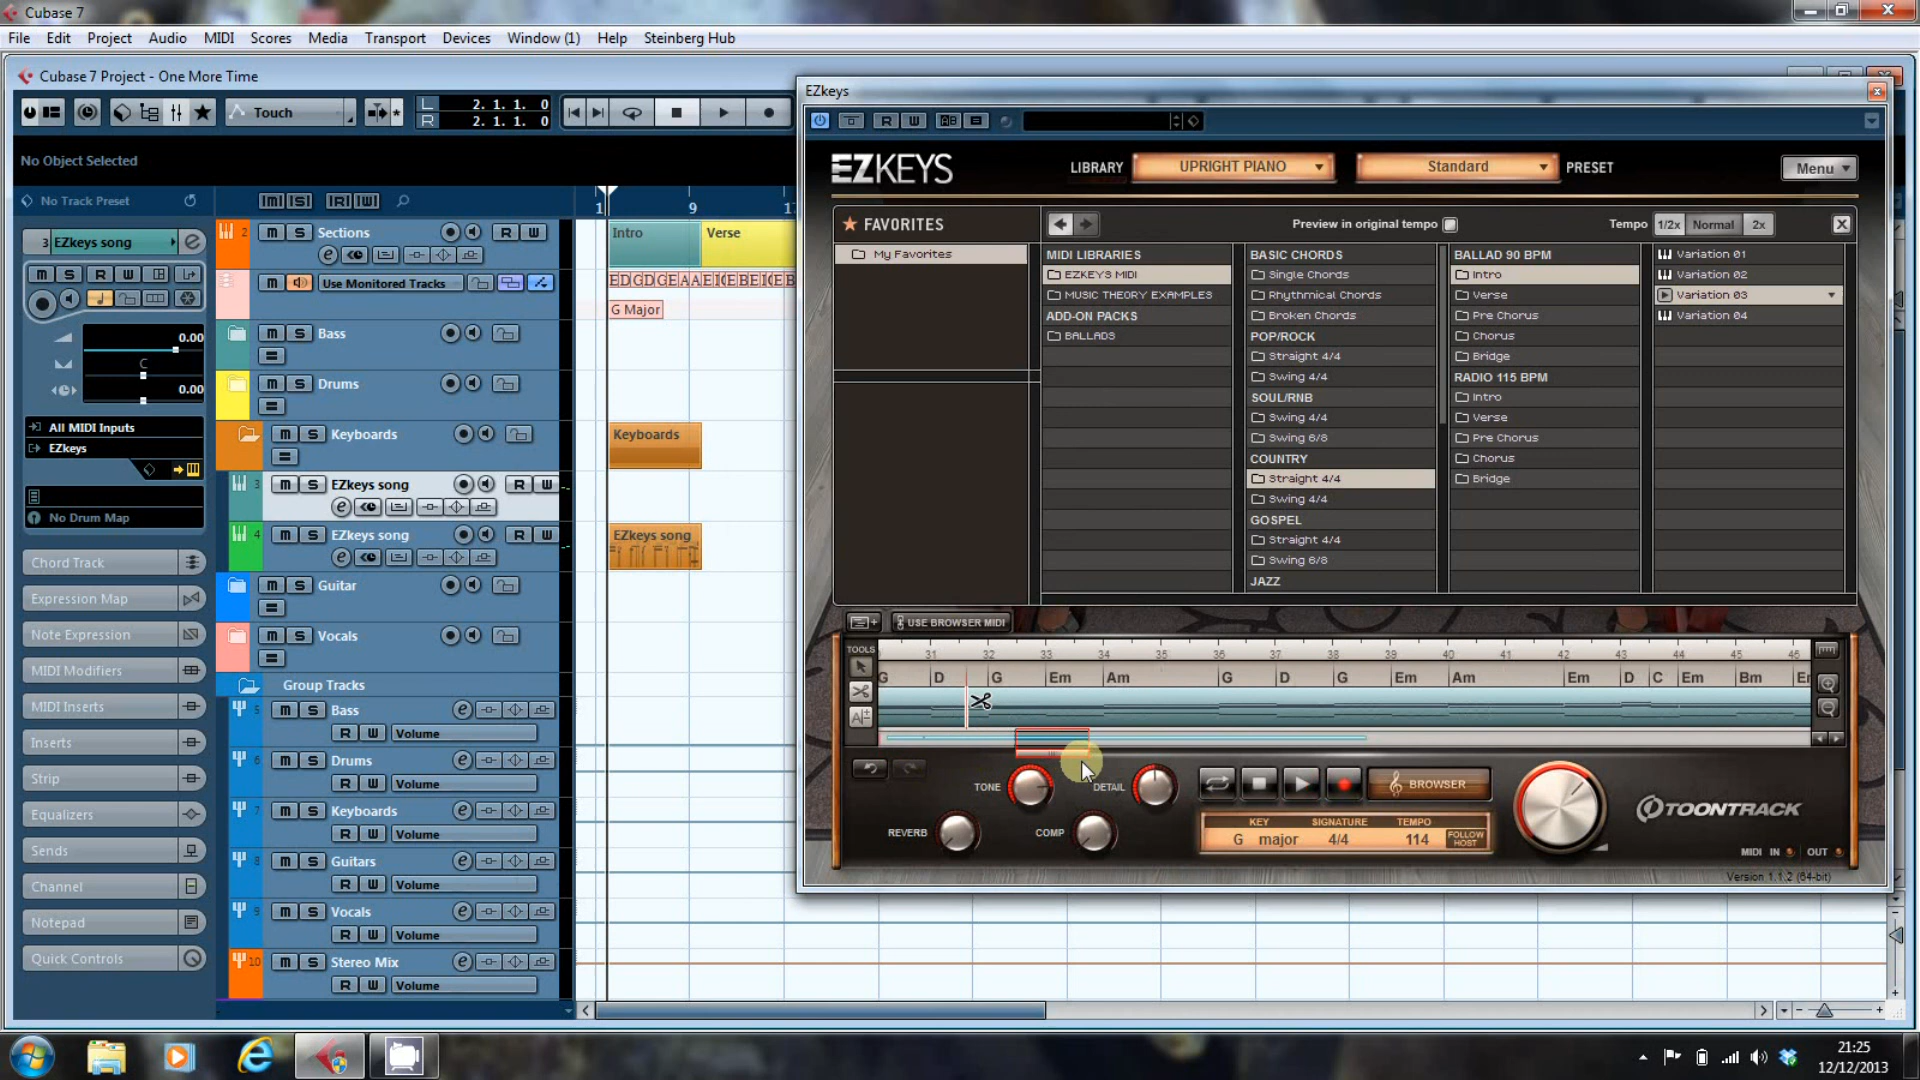 Cubase 7
File Edit Project Audio MIDI Scores Media Transport Devices Window (1) Help Steinberg Hub
Cubase 7 Project - One More Time
Touch
L 2. 1. 1. 0
R 2. 1. 1. 0
No Object Selected
No Track Preset
3 EZkeys song
m S R W
0.00
C
0.00
All MIDI Inputs
EZkeys
No Drum Map
Chord Track
Expression Map
Note Expression
MIDI Modifiers
MIDI Inserts
Inserts
Strip
Equalizers
Sends
Channel
Notepad
Quick Controls
1 9 17
2 m S Sections R W
Intro Verse
m Use Monitored Tracks
G Major
m S Bass
m S Drums
m S Keyboards
Keyboards
3 m S EZkeys song R W
4 m S EZkeys song R W
EZkeys song
m S Guitar
m S Vocals
Group Tracks
5 m S Bass
R W Volume
6 m S Drums
R W Volume
7 m S Keyboards
R W Volume
8 m S Guitars
R W Volume
9 m S Vocals
R W Volume
10 m S Stereo Mix
R W Volume
EZkeys
R W
EZKEYS
LIBRARY UPRIGHT PIANO Standard PRESET Menu
FAVORITES
My Favorites
Preview in original tempo Tempo 1/2x Normal 2x
MIDI LIBRARIES
EZKEYS MIDI
MUSIC THEORY EXAMPLES
ADD-ON PACKS
BALLADS
BASIC CHORDS
Single Chords
Rhythmical Chords
Broken Chords
POP/ROCK
Straight 4/4
Swing 4/4
SOUL/RNB
Swing 4/4
Swing 6/8
COUNTRY
Straight 4/4
Swing 4/4
GOSPEL
Straight 4/4
Swing 6/8
JAZZ
BALLAD 90 BPM
Intro
Verse
Pre Chorus
Chorus
Bridge
RADIO 115 BPM
Intro
Verse
Pre Chorus
Chorus
Bridge
Variation 01
Variation 02
Variation 03
Variation 04
USE BROWSER MIDI
TOOLS
31 32 33 34 35 36 37 38 39 40 41 42 43 44 45 46
G D G Em Am G D G Em Am Em D C Em Bm
TONE DETAIL
REVERB COMP
BROWSER
KEY SIGNATURE TEMPO
G major 4/4 114 FOLLOW HOST
TOONTRACK
MIDI IN OUT
Version 1.1.2 (64-bit)
21:25
12/12/2013